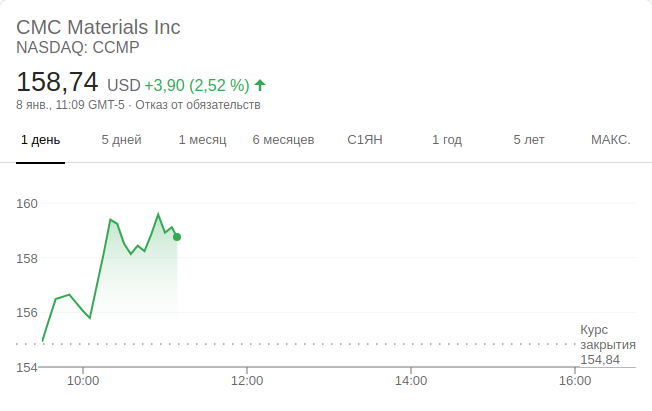 CMC Materials Inc
NASDAQ: CCMP
158,74 USD +3,90 (2,52 %)
8 янв., 11:09 GMT-5 · Отказ от обязательств
1 день 5 дней 1 месяц 6 месяцев С1ЯН 1 год 5 лет МАКС.
160
158
156
Курс
закрытия
154,84
154
10:00 12:00 14:00 16:00